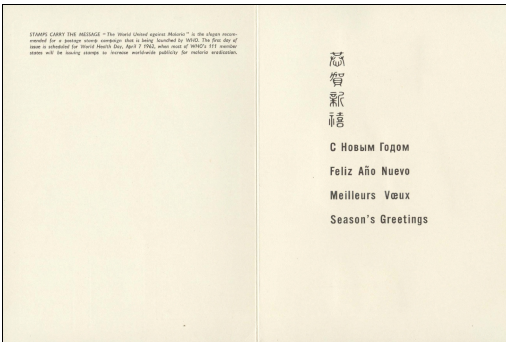 STAMPS CARRY THE MESSAGE "The World United against Malaria" is the slogan recom-
mended for a postage stamp campaign that is being launched by WHO. The first day of
issue is scheduled for World Health Day, April 7 1962, when most of WHO's 111 member
states will be issuing stamps to increase worldwide publicity for malaria eradication.
恭
賀
新
禧
С Новым Годом
Feliz Año Nuevo
Meilleurs Vœux
Season's Greetings